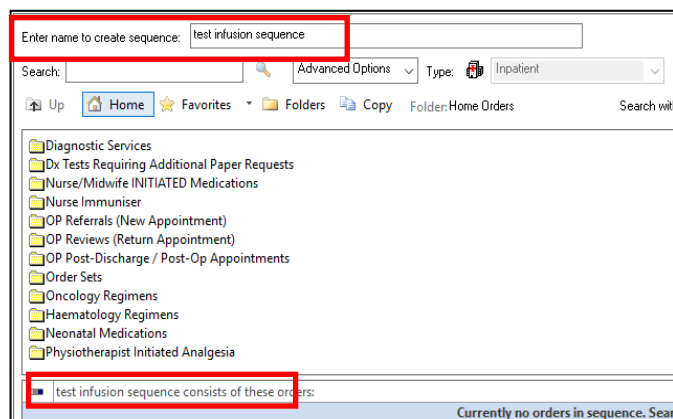 Enter name to create sequence: test infusion sequence
Search: Advanced Options Type: Inpatient
Up Home Favorites Folders Copy Folder: Home Orders Search wit
Diagnostic Services
Dx Tests Requiring Additional Paper Requests
Nurse/Midwife INITIATED Medications
Nurse Immuniser
OP Referrals (New Appointment)
OP Reviews (Return Appointment)
OP Post-Discharge / Post-Op Appointments
Order Sets
Oncology Regimens
Haematology Regimens
Neonatal Medications
Physiotherapist Initiated Analgesia
test infusion sequence consists of these orders:
Currently no orders in sequence. Sear